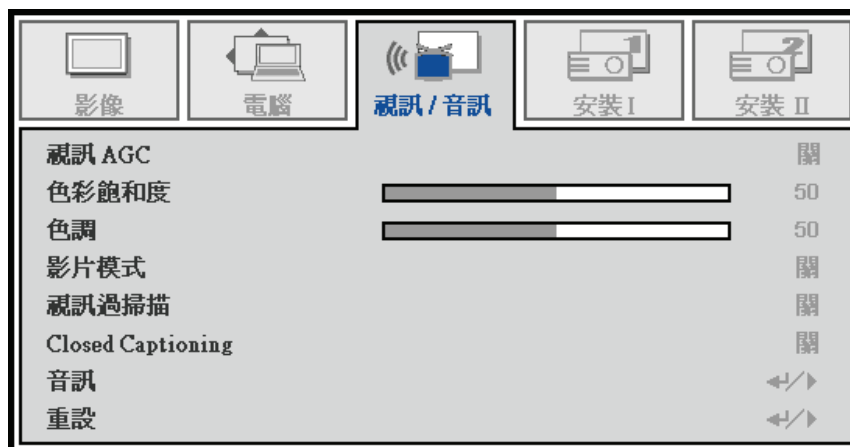 影像 電腦 視訊 / 音訊 安裝 I 安裝 II
視訊 AGC 關
色彩飽和度 50
色調 50
影片模式 關
視訊過掃描 關
Closed Captioning 關
音訊
重設